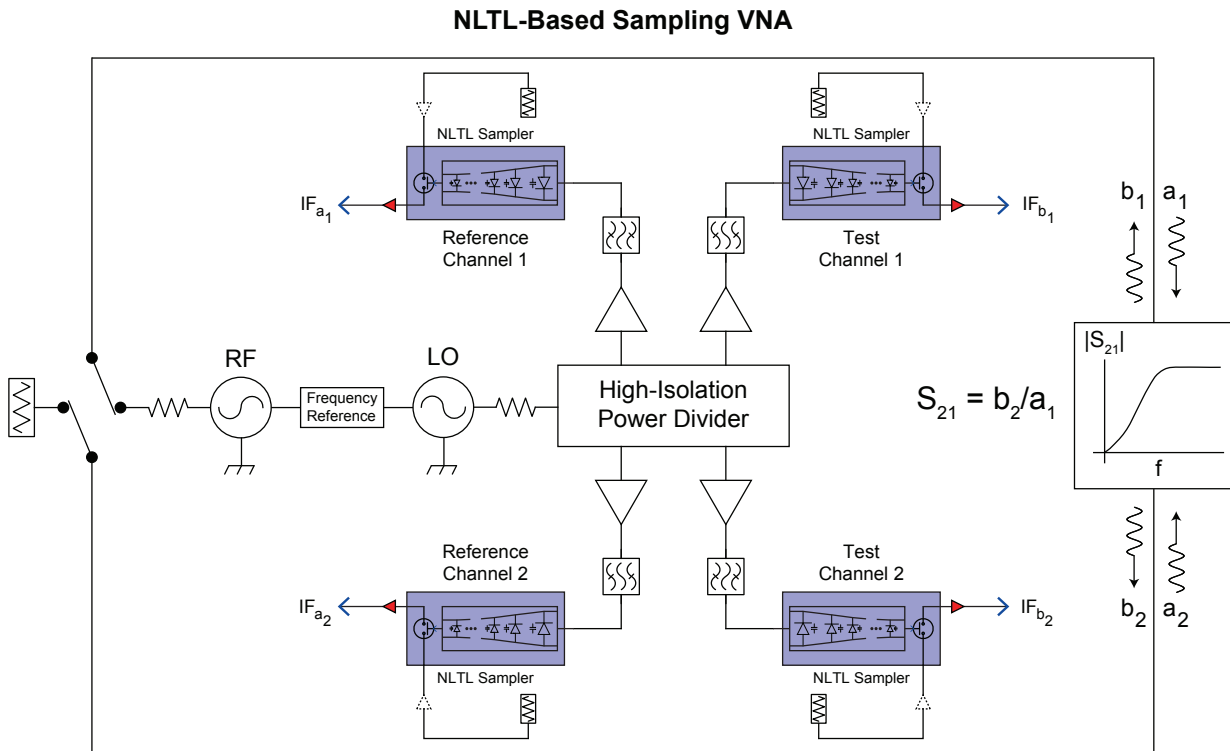 NLTL-Based Sampling VNA
NLTL Sampler
NLTL Sampler
IFa1
IFb1
b1
a1
Reference
Channel 1
Test
Channel 1
RF
LO
Frequency
Reference
High-Isolation
Power Divider
S21 = b2/a1
|S21|
f
Reference
Channel 2
Test
Channel 2
IFa2
IFb2
b2
a2
NLTL Sampler
NLTL Sampler